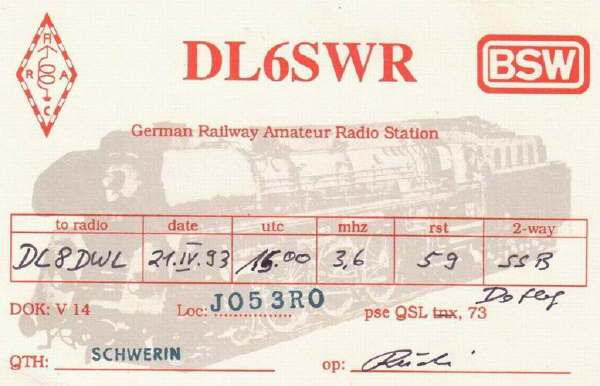 R
R A
C
DL6SWR
BSW
German Railway Amateur Radio Station
to radio date utc mhz rst 2-way
DL8DWL 21.IV.93 15.00 3,6 59 SSB
DOK: V 14 Loc: JO53RO pse QSL tnx, 73
QTH: SCHWERIN op: